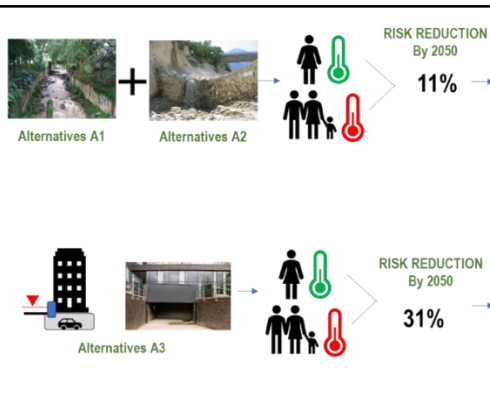 RISK REDUCTION
By 2050
11%
Alternatives A1
+
Alternatives A2
RISK REDUCTION
By 2050
31%
Alternatives A3